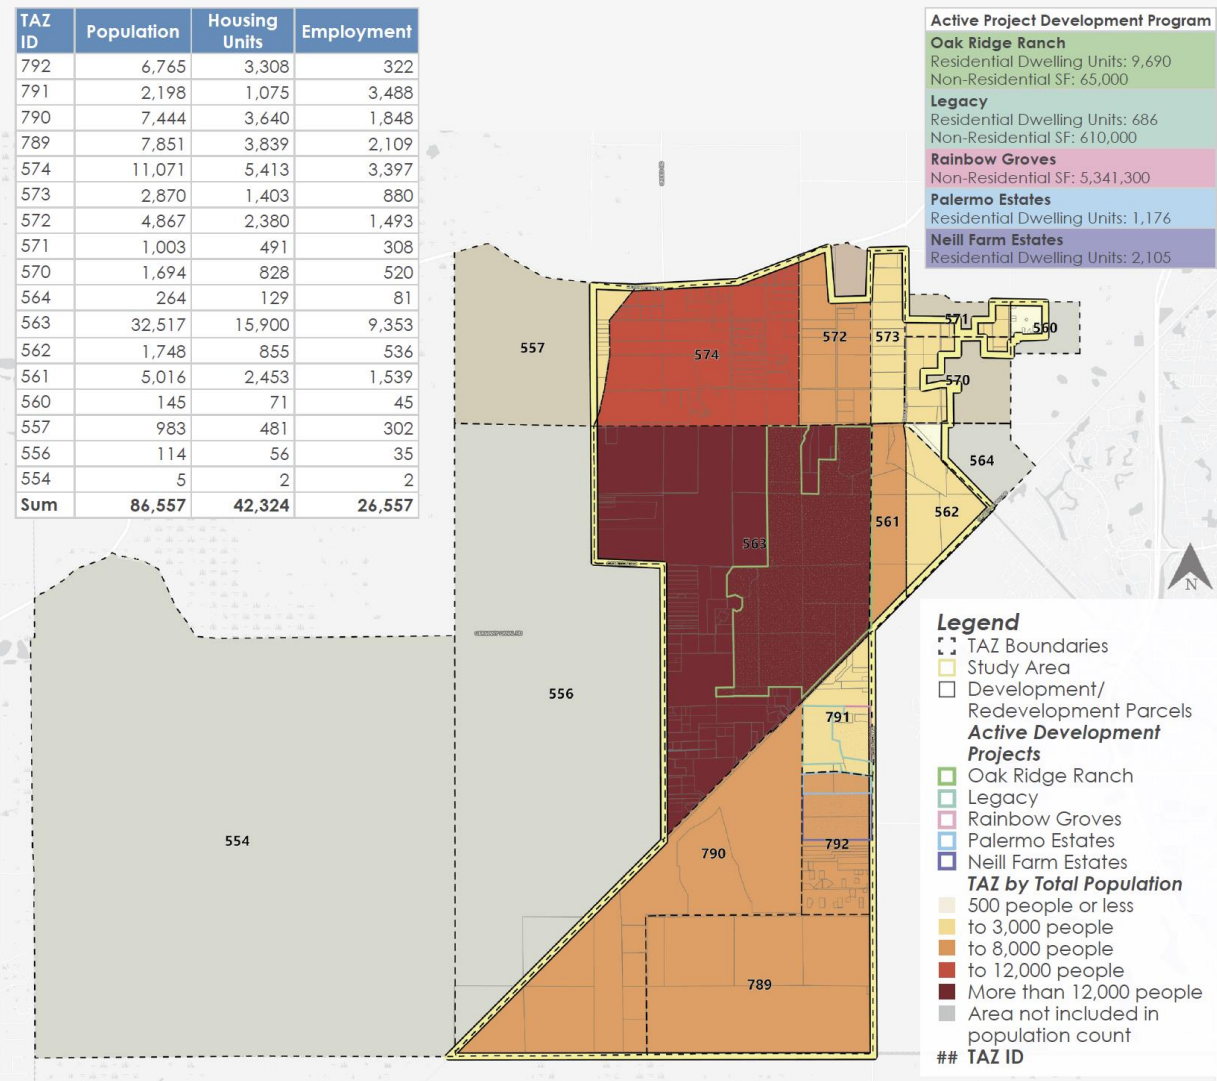 TAZ ID Population Housing Units Employment
792 6,765 3,308 322
791 2,198 1,075 3,488
790 7,444 3,640 1,848
789 7,851 3,839 2,109
574 11,071 5,413 3,397
573 2,870 1,403 880
572 4,867 2,380 1,493
571 1,003 491 308
570 1,694 828 520
564 264 129 81
563 32,517 15,900 9,353
562 1,748 855 536
561 5,016 2,453 1,539
560 145 71 45
557 983 481 302
556 114 56 35
554 5 2 2
Sum 86,557 42,324 26,557
Active Project Development Program
Oak Ridge Ranch
Residential Dwelling Units: 9,690
Non-Residential SF: 65,000
Legacy
Residential Dwelling Units: 686
Non-Residential SF: 610,000
Rainbow Groves
Non-Residential SF: 5,341,300
Palermo Estates
Residential Dwelling Units: 1,176
Neill Farm Estates
Residential Dwelling Units: 2,105
571
560
557
574
572
573
570
564
562
561
563
556
791
554
790
792
789
N
Legend
TAZ Boundaries
Study Area
Development/
Redevelopment Parcels
Active Development
Projects
Oak Ridge Ranch
Legacy
Rainbow Groves
Palermo Estates
Neill Farm Estates
TAZ by Total Population
500 people or less
to 3,000 people
to 8,000 people
to 12,000 people
More than 12,000 people
Area not included in
population count
## TAZ ID